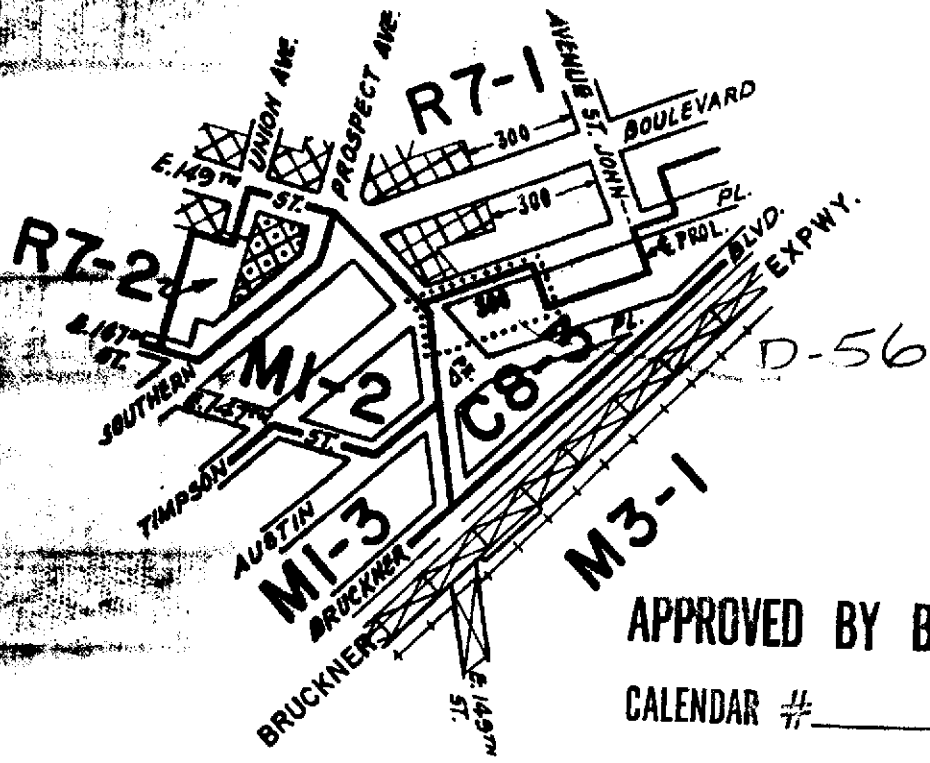 AVENUE ST. JOHN
UNION AVE.
PROSPECT AVE.
R7-1
300
BOULEVARD
E.149TH
ST.
300
PL.
R7-2
℄ PROL.
BLVD.
EXPWY.
ST.
PL.
D-56
M1-2
C8-3
SOUTHERN
ST.
TIMPSON
AUSTIN
M1-3
BRUCKNER
M3-1
BRUCKNER
E.149TH
ST.
APPROVED BY B
CALENDAR #